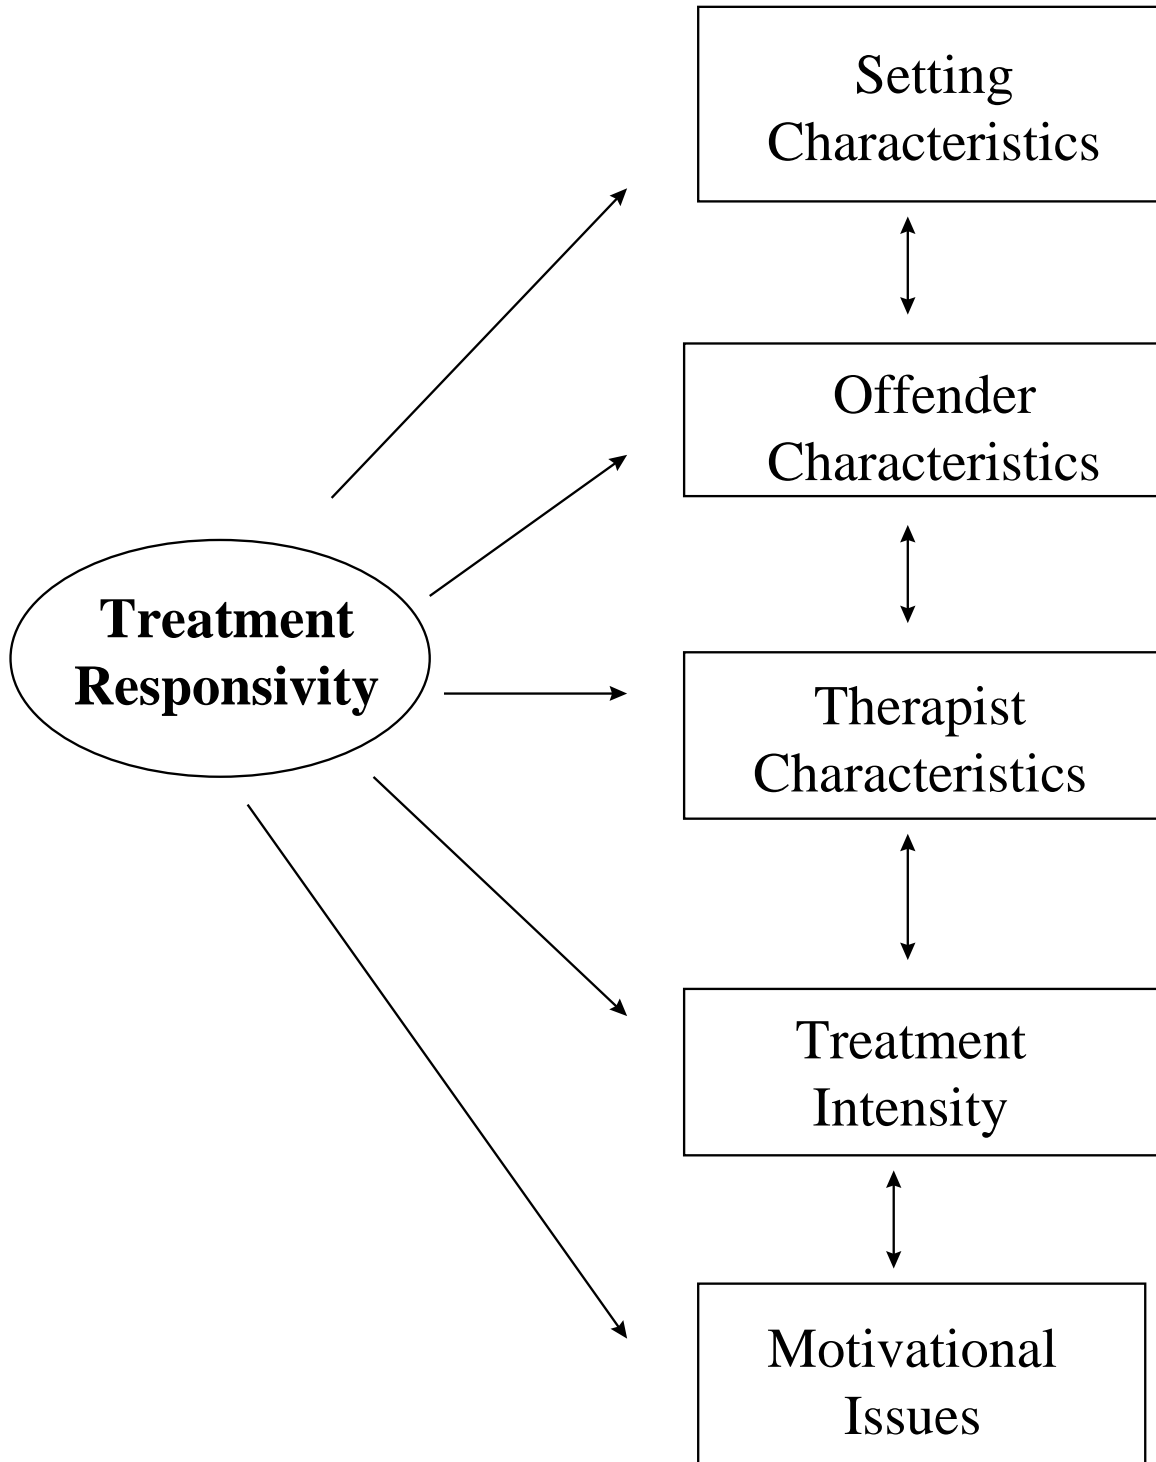 Setting
Characteristics
Offender
Characteristics
Treatment
Responsivity
Therapist
Characteristics
Treatment
Intensity
Motivational
Issues